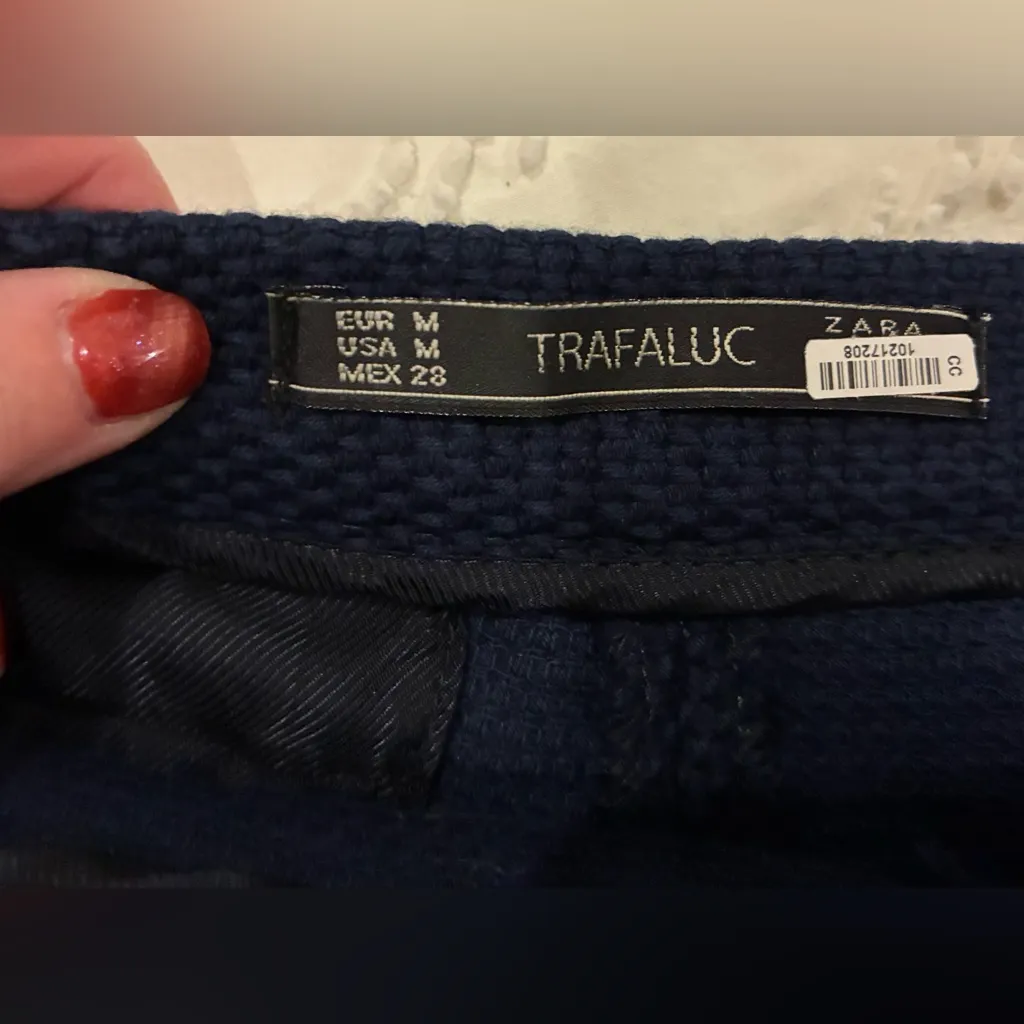 EUR M
USA M
MEX 28
TRAFALUC
ZARA
10217208
CC